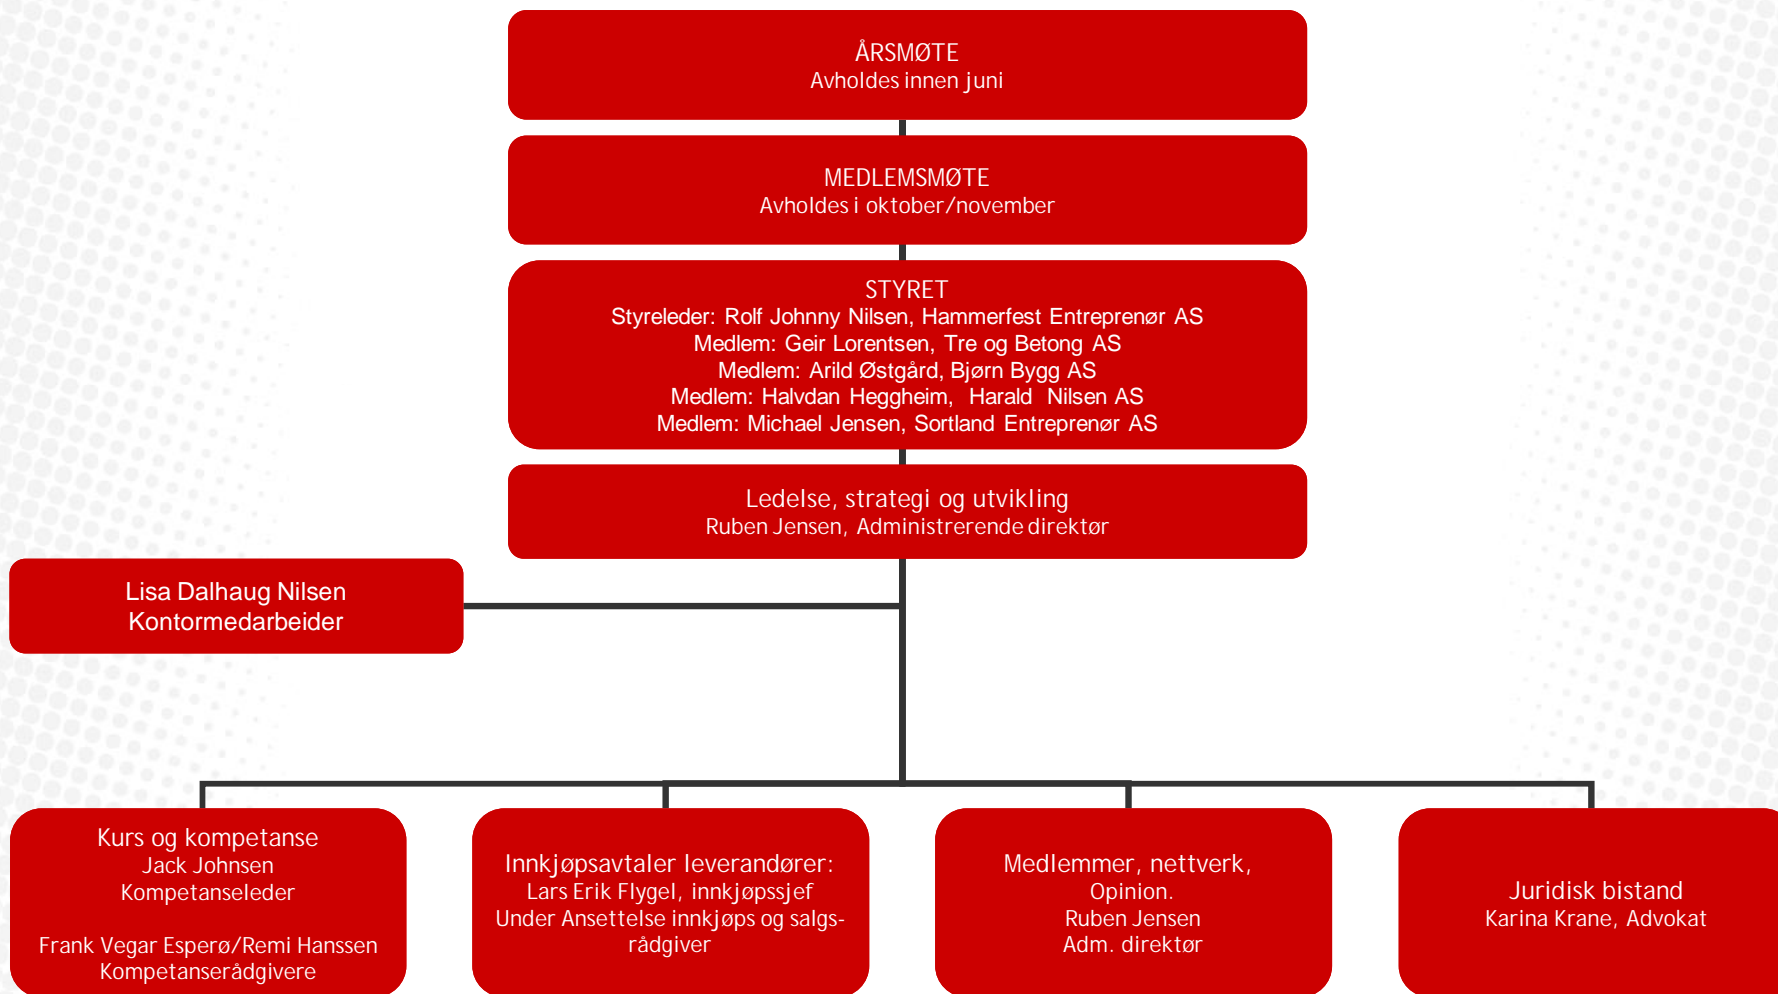 ÅRSMØTE
Avholdes innen juni
MEDLEMSMØTE
Avholdes i oktober/november
STYRET
Styreleder: Rolf Johnny Nilsen, Hammerfest Entreprenør AS
Medlem: Geir Lorentsen, Tre og Betong AS
Medlem: Arild Østgård, Bjørn Bygg AS
Medlem: Halvdan Heggheim, Harald Nilsen AS
Medlem: Michael Jensen, Sortland Entreprenør AS
Ledelse, strategi og utvikling
Ruben Jensen, Administrerende direktør
Lisa Dalhaug Nilsen
Kontormedarbeider
Kurs og kompetanse
Jack Johnsen
Kompetanseleder
Frank Vegar Esperø/Remi Hanssen
Kompetanserådgivere
Innkjøpsavtaler leverandører:
Lars Erik Flygel, innkjøpssjef
Under Ansettelse innkjøps og salgs-
rådgiver
Medlemmer, nettverk,
Opinion.
Ruben Jensen
Adm. direktør
Juridisk bistand
Karina Krane, Advokat